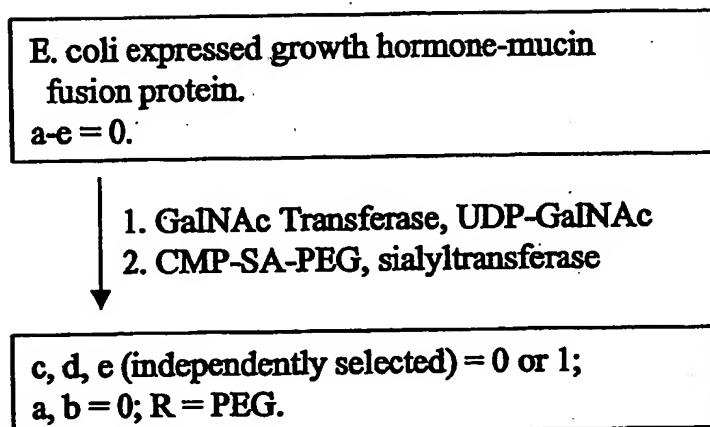 E. coli expressed growth hormone-mucin
fusion protein.
a-e = 0.
1. GalNAc Transferase, UDP-GalNAc
2. CMP-SA-PEG, sialyltransferase
c, d, e (independently selected) = 0 or 1;
a, b = 0; R = PEG.